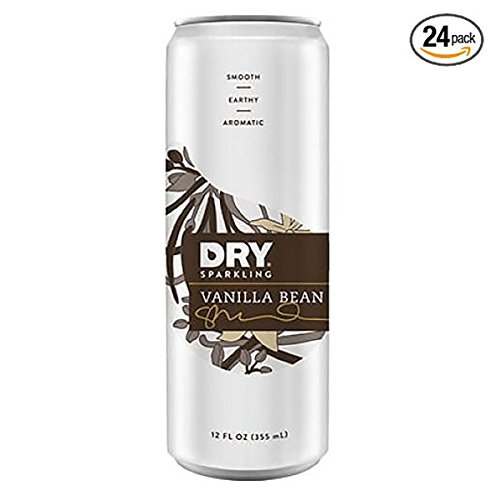 24 pack
SMOOTH
EARTHY
AROMATIC
DRY®
SPARKLING
VANILLA BEAN
12 FL OZ (355 mL)